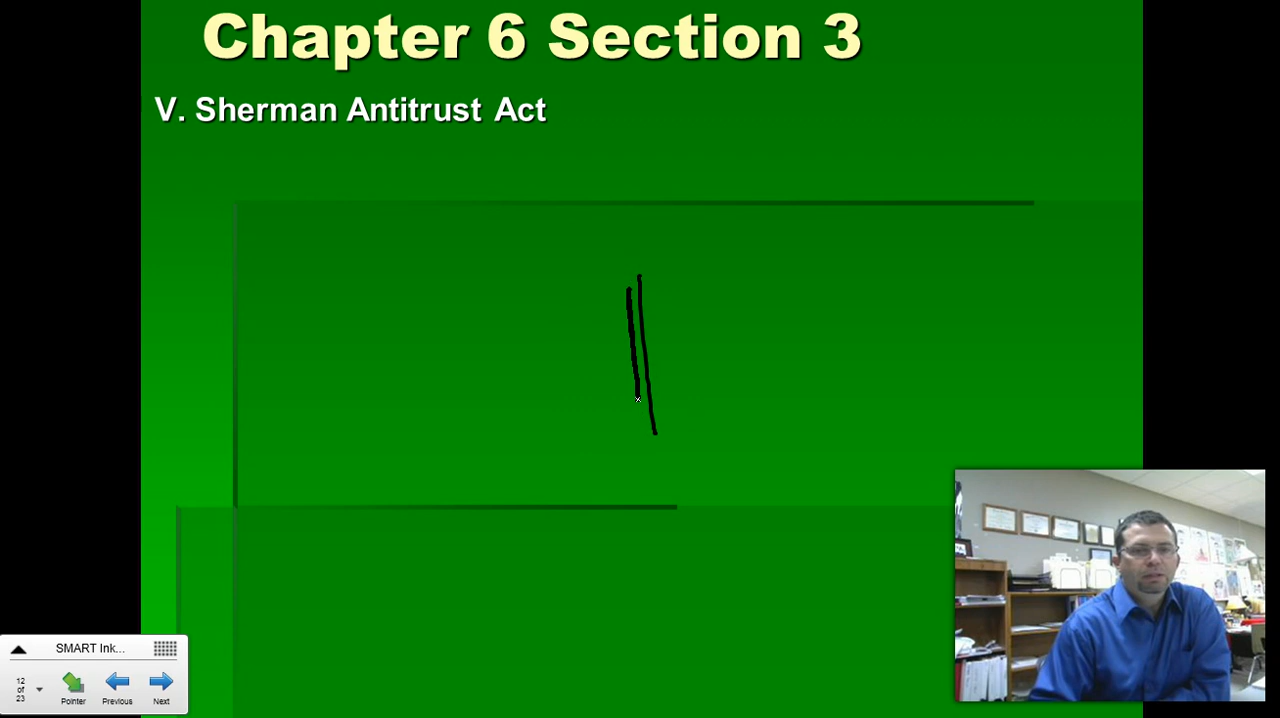 Chapter 6 Section 3
V. Sherman Antitrust Act
SMART Ink...
12
of
23
Pointer
Previous
Next